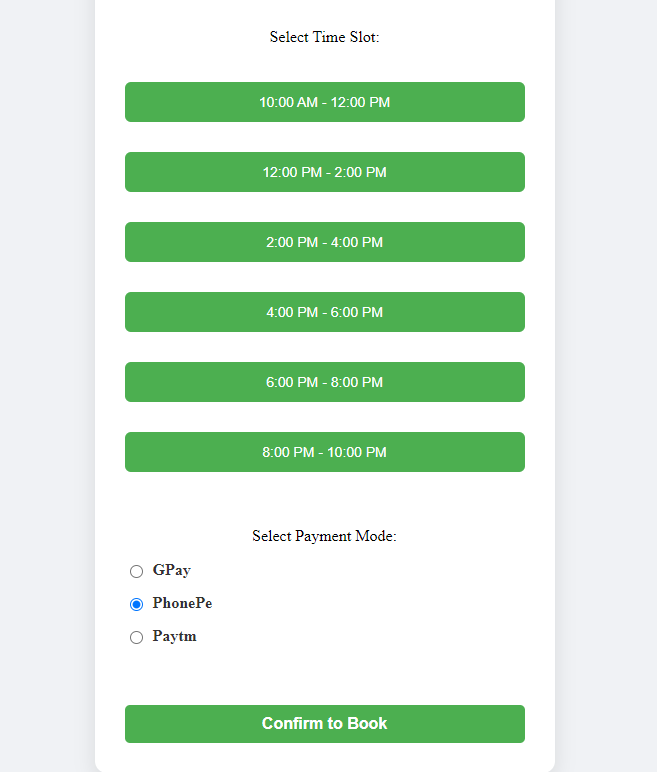 Select Time Slot:
10:00 AM - 12:00 PM
12:00 PM - 2:00 PM
2:00 PM - 4:00 PM
4:00 PM - 6:00 PM
6:00 PM - 8:00 PM
8:00 PM - 10:00 PM
Select Payment Mode:
GPay
PhonePe
Paytm
Confirm to Book